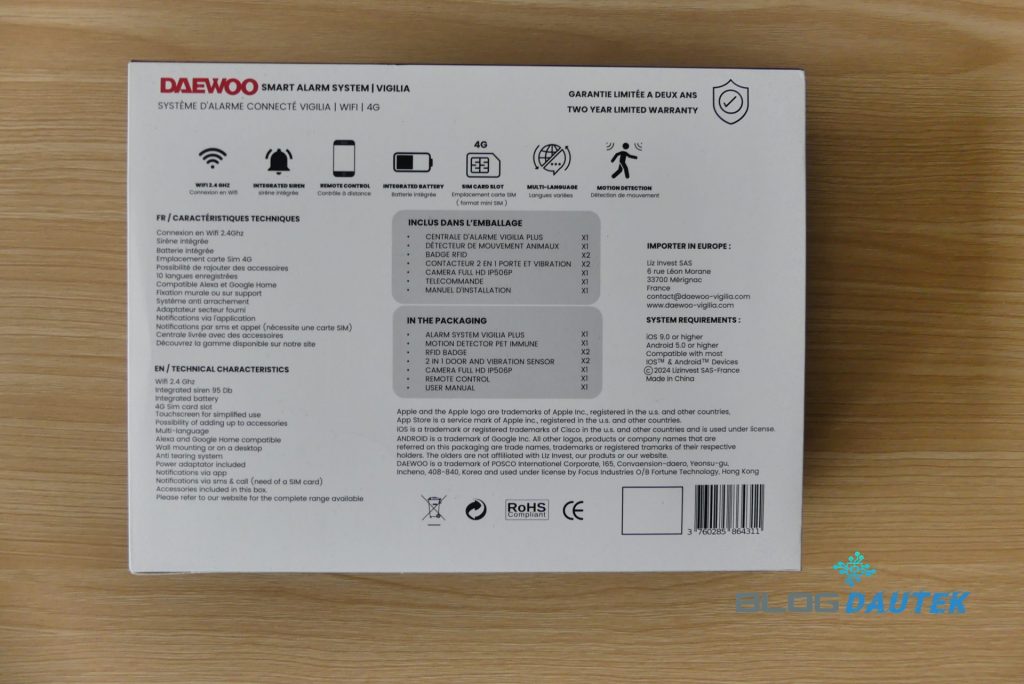 DAEWOO SMART ALARM SYSTEM | VIGILIA
SYSTÈME D'ALARME CONNECTÉ VIGILIA | WIFI | 4G
GARANTIE LIMITÉE A DEUX ANS
TWO YEAR LIMITED WARRANTY
4G
WIFI 2.4 GHZ
Connexion en Wifi
INTEGRATED SIREN
sirène intégrée
REMOTE CONTROL
Contrôle à distance
INTEGRATED BATTERY
Batterie intégrée
SIM CARD SLOT
Emplacement carte SIM
( format mini SIM )
MULTI-LANGUAGE
Langues variées
MOTION DETECTION
Détection de mouvement
FR / CARACTÉRISTIQUES TECHNIQUES
Connexion en Wifi 2.4Ghz
Sirène intégrée
Batterie intégrée
Emplacement carte Sim 4G
Possibilité de rajouter des accessoires
10 langues enregistrées
Compatible Alexa et Google Home
Fixation murale ou sur support
Système anti arrachement
Adaptateur secteur fourni
Notifications via l'application
Notifications par sms et appel (nécessite une carte SIM)
Centrale livrée avec des accessoires
Découvrez la gamme disponible sur notre site
EN / TECHNICAL CHARACTERISTICS
Wifi 2.4 Ghz
Integrated siren 95 Db
Integrated battery
4G Sim card slot
Touchscreen for simplified use
Possibility of adding up to accessories
Multi-language
Alexa and Google Home compatible
Wall mounting or on a desktop
Anti tearing system
Power adaptator included
Notifications via app
Notifications via sms & call (need of a SIM card)
Accessories included in this box.
Please refer to our website for the complete range available
INCLUS DANS L'EMBALLAGE
• CENTRALE D'ALARME VIGILIA PLUS X1
• DÉTECTEUR DE MOUVEMENT ANIMAUX X1
• BADGE RFID X2
• CONTACTEUR 2 EN 1 PORTE ET VIBRATION X2
• CAMERA FULL HD IP506P X1
• TELECOMMANDE X1
• MANUEL D'INSTALLATION X1
IN THE PACKAGING
• ALARM SYSTEM VIGILIA PLUS X1
• MOTION DETECTOR PET IMMUNE X1
• RFID BADGE X2
• 2 IN 1 DOOR AND VIBRATION SENSOR X2
• CAMERA FULL HD IP506P X1
• REMOTE CONTROL X1
• USER MANUAL X1
IMPORTER IN EUROPE :
Liz Invest SAS
6 rue Léan Morane
33700 Mérignac
France
contact@daewoo-vigilia.com
www.daewoo-vigilia.com
SYSTEM REQUIREMENTS :
iOS 9.0 or higher
Android 5.0 or higher
Compatible with most
IOS™ & Android™ Devices
©2024 Lizinvest SAS-France
Made in China
Apple and the Apple logo are trademarks of Apple Inc., registered in the u.s. and other countries,
App Store is a service mark of Apple inc., registered in the u.s. and other countries.
iOS is a trademark or registered trademarks of Cisco in the u.s. and other countries and is used under license.
ANDROID is a trademark of Google Inc. All other logos, products or company names that are
referred on this packaging are trade names, trademarks or registered tramarks of their respective
holders. The olders are not affiliated with Liz Invest, our produts or our website.
DAEWOO is a trademark of POSCO Internationel Corporate, 165, Convaension-daero, Yeonsu-gu,
Incheno, 408-840, Korea and used under license by Focus Industries O/B Fortune Technology, Hong Kong
RoHS
Compliant
CE
3 760285 864311
BLOG DAUTEK